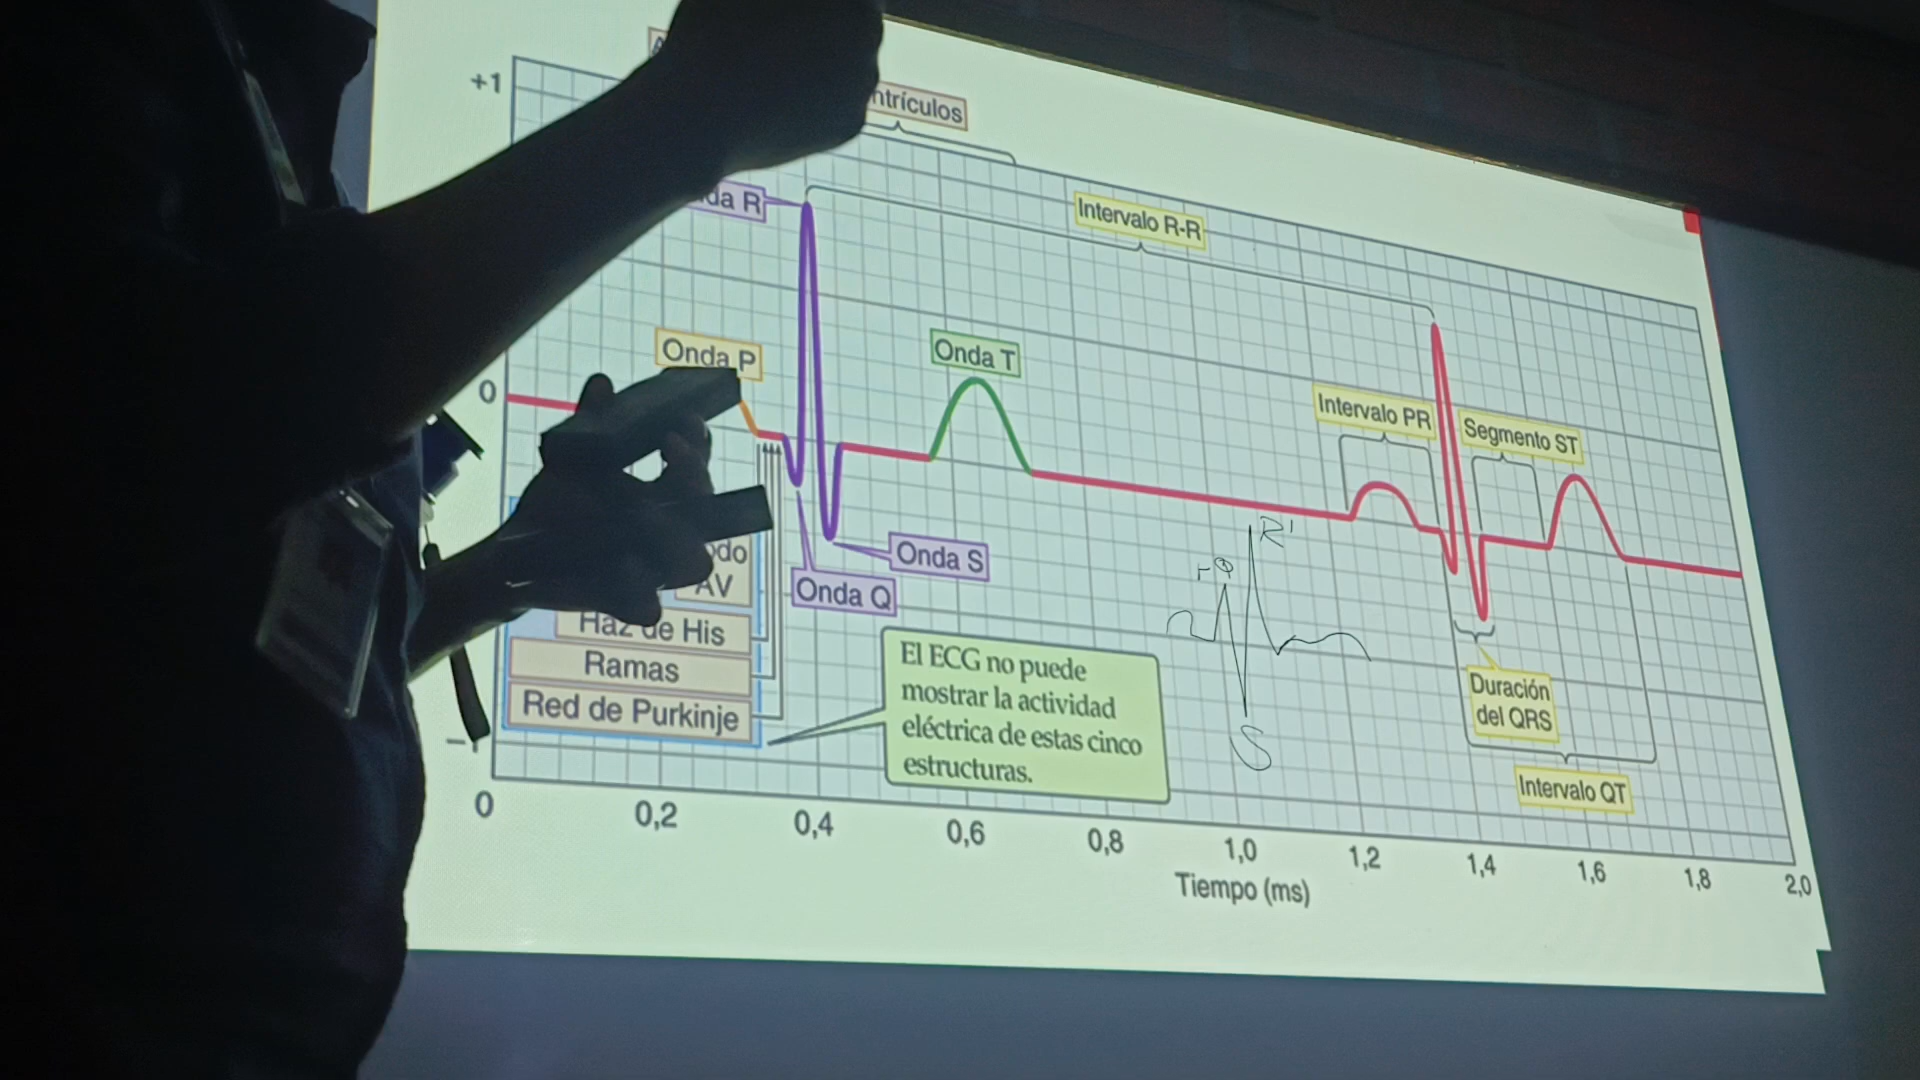 +1
Intervalo R-R
Onda P
Onda T
0
Intervalo PR
Segmento ST
R'
Onda S
AV
Onda Q
Haz de His
Ramas
Red de Purkinje
El ECG no puede
mostrar la actividad
eléctrica de estas cinco
estructuras.
S
Duración
del QRS
Intervalo QT
0
0,2
0,4
0,6
0,8
1,0
1,2
1,4
1,6
1,8
2,0
Tiempo (ms)